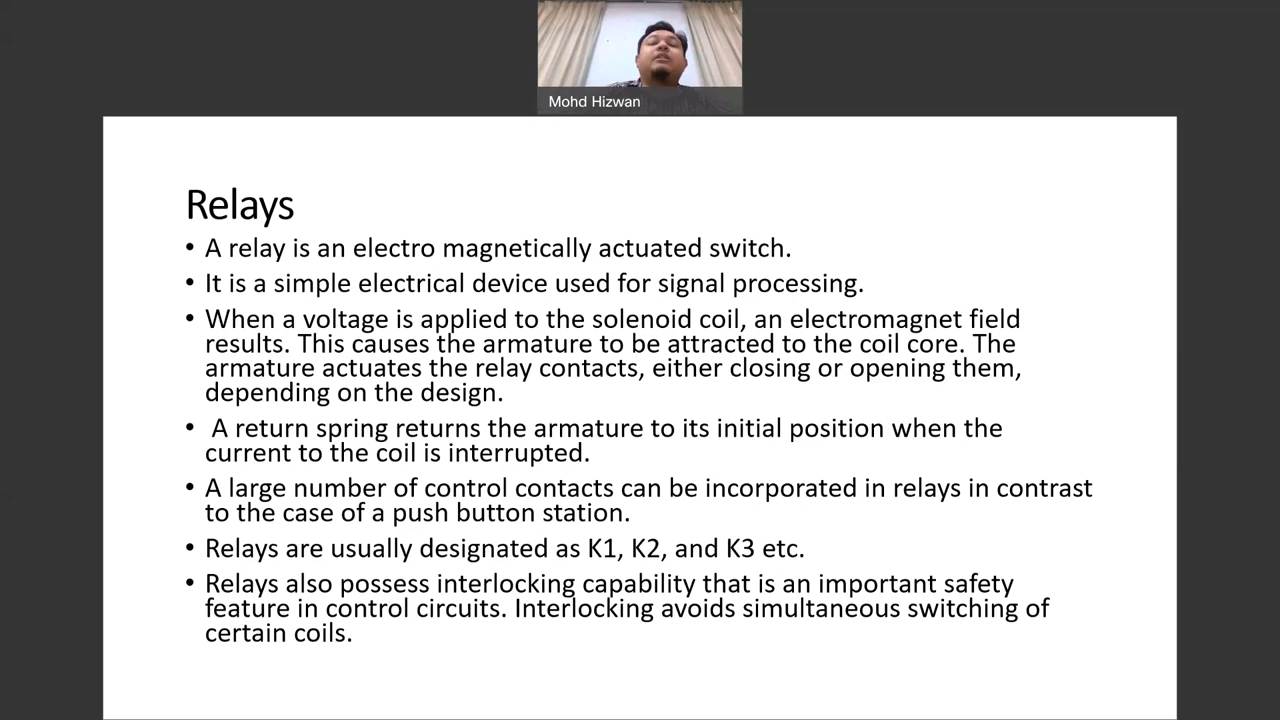 Mohd Hizwan
Relays
• A relay is an electro magnetically actuated switch.
• It is a simple electrical device used for signal processing.
• When a voltage is applied to the solenoid coil, an electromagnet field
results. This causes the armature to be attracted to the coil core. The
armature actuates the relay contacts, either closing or opening them,
depending on the design.
• A return spring returns the armature to its initial position when the
current to the coil is interrupted.
• A large number of control contacts can be incorporated in relays in contrast
to the case of a push button station.
• Relays are usually designated as K1, K2, and K3 etc.
• Relays also possess interlocking capability that is an important safety
feature in control circuits. Interlocking avoids simultaneous switching of
certain coils.